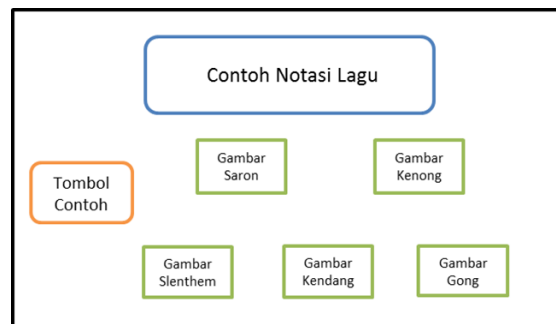 Contoh Notasi Lagu
Gambar
Saron
Gambar
Kenong
Tombol
Contoh
Gambar
Slenthem
Gambar
Kendang
Gambar
Gong